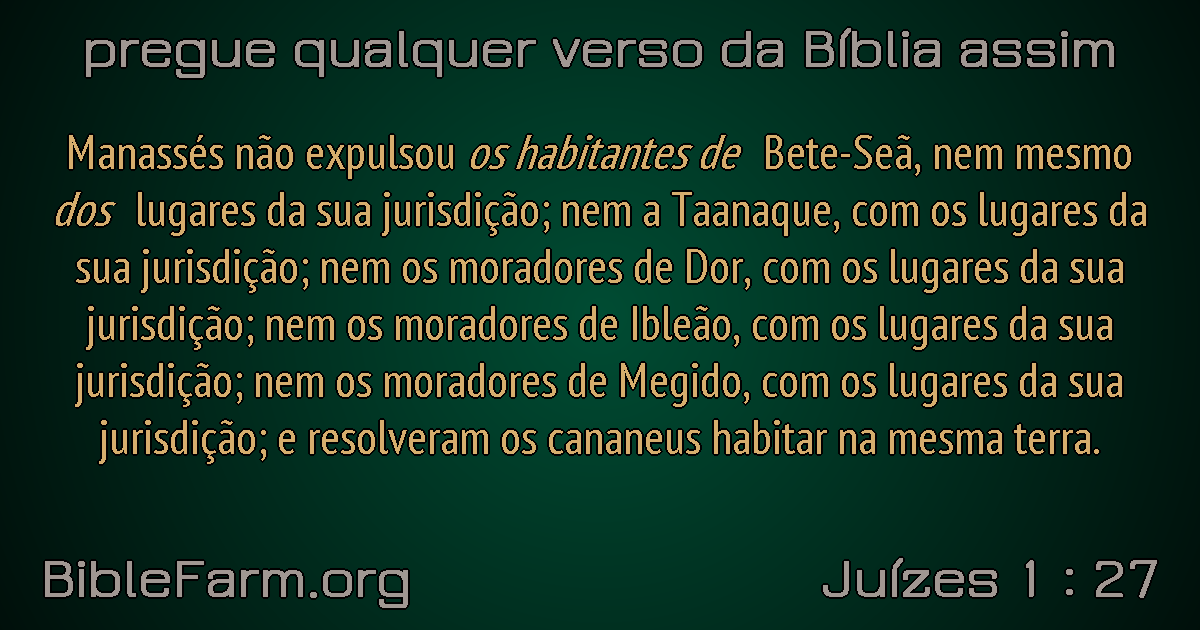 pregue qualquer verso da Bíblia assim
Manassés não expulsou os habitantes de Bete-Seã, nem mesmo
dos lugares da sua jurisdição; nem a Taanaque, com os lugares da
sua jurisdição; nem os moradores de Dor, com os lugares da sua
jurisdição; nem os moradores de Ibleão, com os lugares da sua
jurisdição; nem os moradores de Megido, com os lugares da sua
jurisdição; e resolveram os cananeus habitar na mesma terra.
BibleFarm.org
Juízes 1 : 27